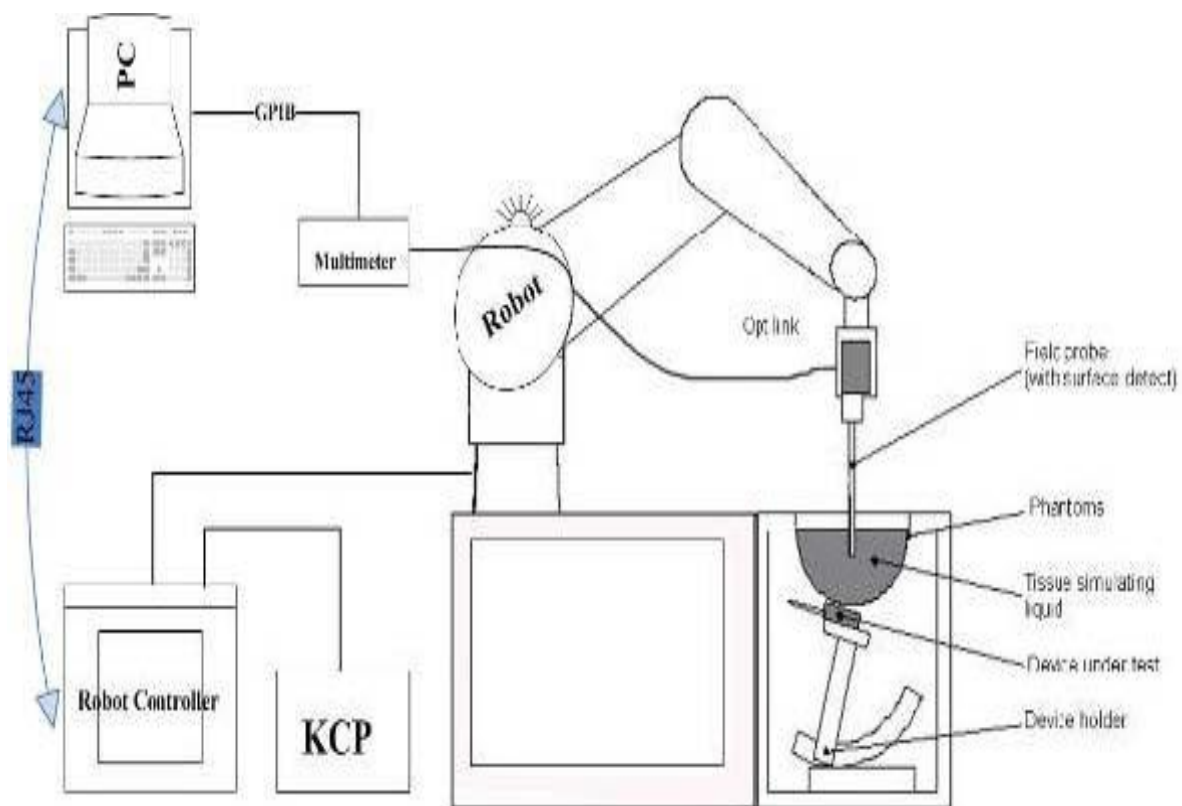 PC
GPIB
Multimeter
Robot
Opt link
Field probe
(with surface detect)
Phantoms
Tissue simulating
liquid
Device under test
Device holder
RJ45
Robot Controller
KCP